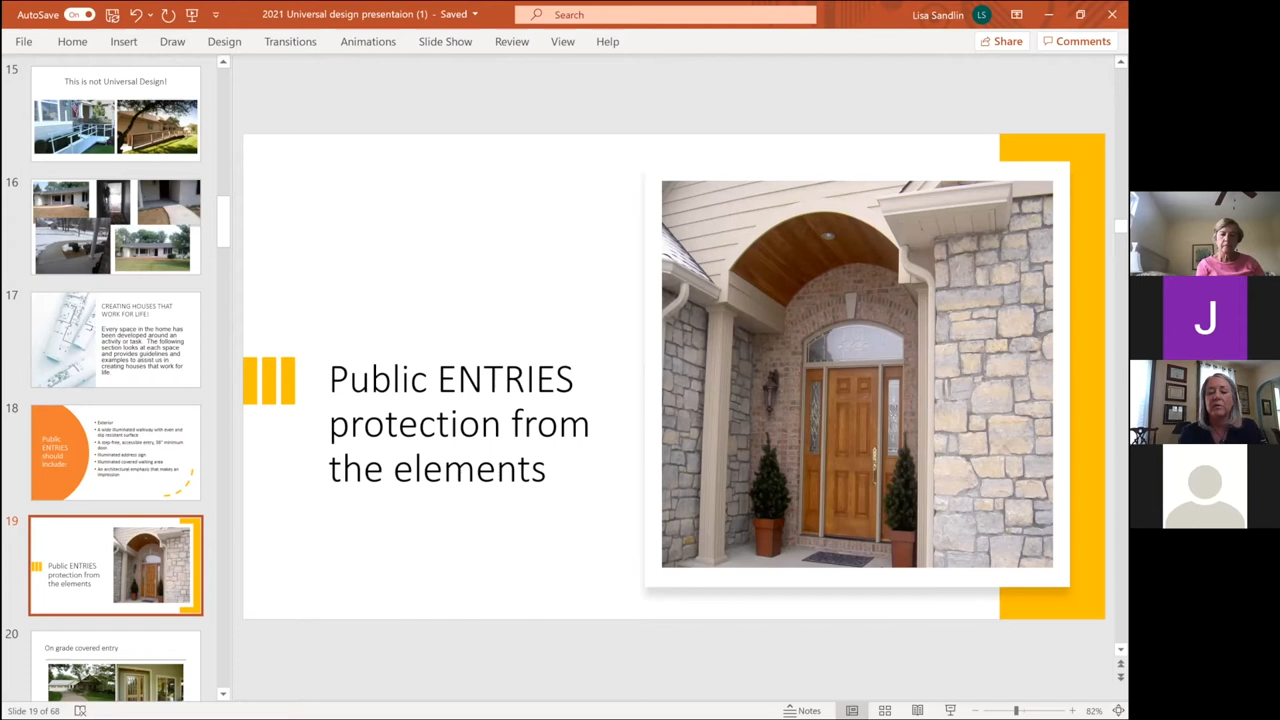 AutoSave
On
2021 Universal design presentaion (1) - Saved
Search
Lisa Sandlin
LS
File
Home
Insert
Draw
Design
Transitions
Animations
Slide Show
Review
View
Help
Share
Comments
15
This is not Universal Design!
16
17
CREATING HOUSES THAT
WORK FOR LIFE!
Every space in the home has
been developed around an
activity or task. The following
section looks at each space
and provides guidelines and
examples to assist us in
creating houses that work for
life.
18
Public
ENTRIES
should
include:
• Exterior
• A wide illuminated walkway with even and
slip resistant surface
• A step-free, accessible entry, 36" minimum
door
• Illuminated address sign
• Illuminated covered waiting area
• An architectural emphasis that makes an
impression
19
Public ENTRIES
protection from
the elements
20
On grade covered entry
Public ENTRIES
protection from
the elements
J
Slide 19 of 68
Notes
82%